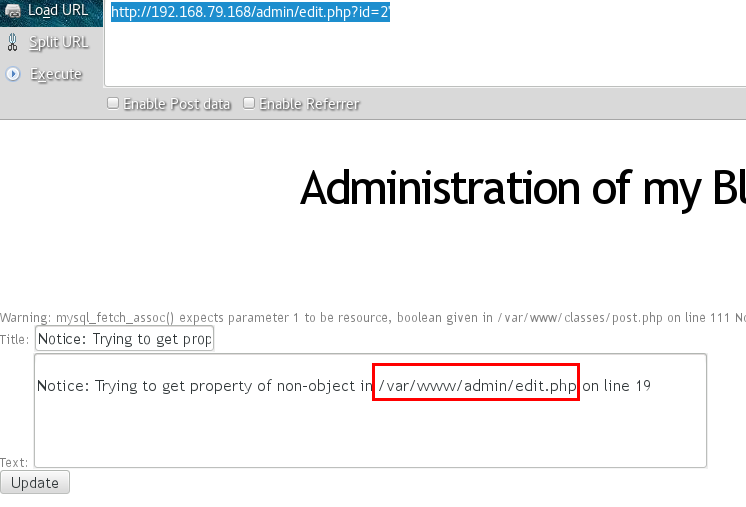 Load URL
http://192.168.79.168/admin/edit.php?id=2'
Split URL
Execute
Enable Post data Enable Referrer
Administration of my Bl
Warning: mysql_fetch_assoc() expects parameter 1 to be resource, boolean given in /var/www/classes/post.php on line 111 No
Title: Notice: Trying to get prop
Notice: Trying to get property of non-object in /var/www/admin/edit.php on line 19
Text:
Update